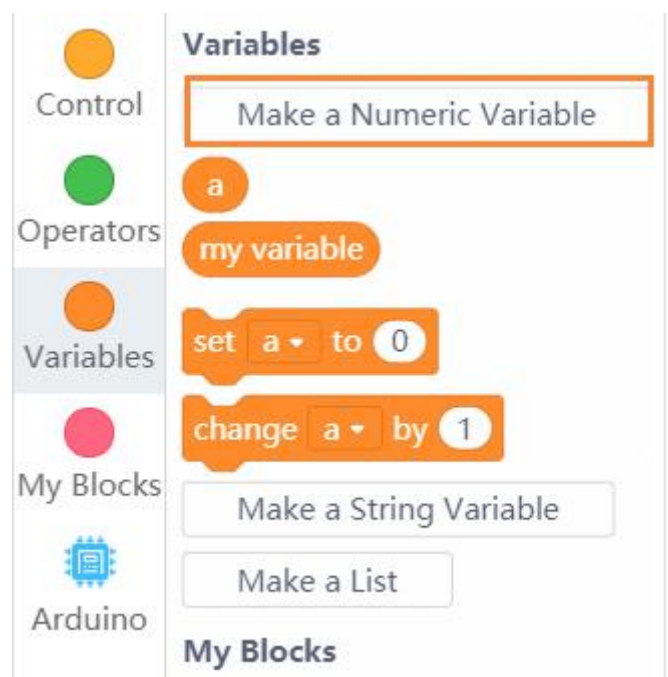 Control
Operators
Variables
My Blocks
Arduino
Variables
Make a Numeric Variable
a
my variable
set a to 0
change a by 1
Make a String Variable
Make a List
My Blocks